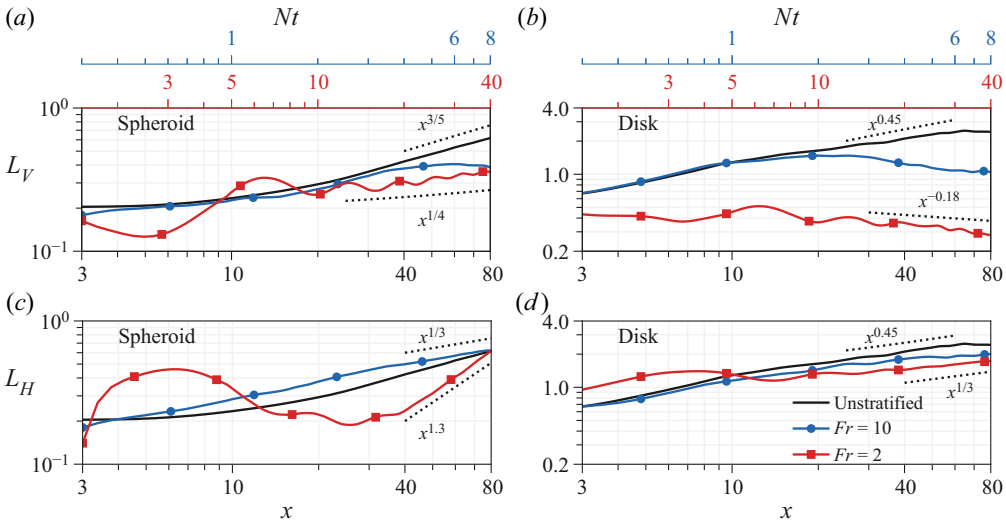 (a) Nt (b) Nt
1 6 8 1 6 8
3 5 10 40 3 5 10 40
10^0 Spheroid x^{3/5} 4.0 Disk x^{0.45}
L_V 1.0
x^{1/4} x^{-0.18}
10^{-1} 0.2
3 10 40 80 3 10 40 80
(c) (d)
10^0 Spheroid x^{1/3} 4.0 Disk x^{0.45}
L_H 1.0 x^{1/3}
Unstratified
x^{1.3} Fr = 10
Fr = 2
10^{-1} 0.2
3 10 40 80 3 10 40 80
x x